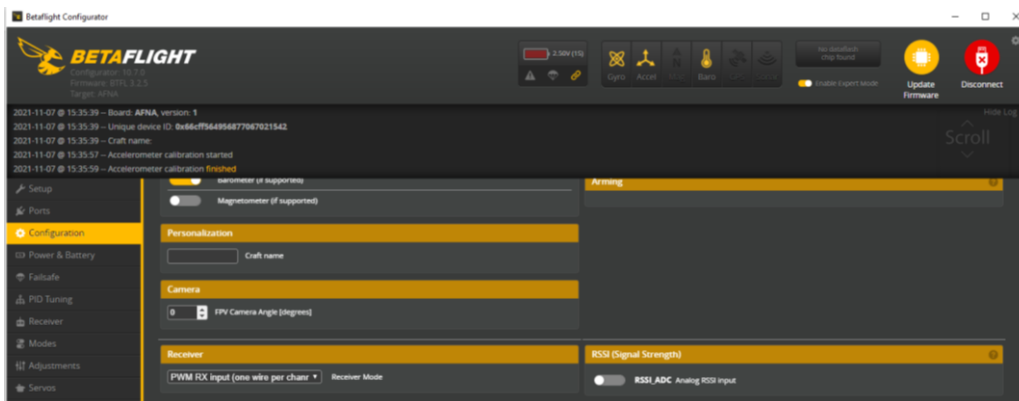 Betaflight Configurator
BETAFLIGHT
Configurator: 10.7.0
Firmware: BTFL 3.2.5
Target: AFNA
2.50V (1S)
Gyro Accel Baro
No dataflash
chip found
Enable Expert Mode
Update
Firmware
Disconnect
2021-11-07 @ 15:35:39 -- Board: AFNA, version: 1
Hide Log
2021-11-07 @ 15:35:39 -- Unique device ID: 0x66cff564956877067021542
2021-11-07 @ 15:35:39 -- Craft name:
2021-11-07 @ 15:35:57 -- Accelerometer calibration started
2021-11-07 @ 15:35:59 -- Accelerometer calibration finished
Scroll
Setup
Ports
Configuration
Power & Battery
Failsafe
PID Tuning
Receiver
Modes
Adjustments
Servos
Barometer (if supported)
Magnetometer (if supported)
Personalization
Craft name
Camera
0 FPV Camera Angle [degrees]
Receiver
PWM RX input (one wire per chanr Receiver Mode
Arming
RSSI (Signal Strength)
RSSI_ADC Analog RSSI input